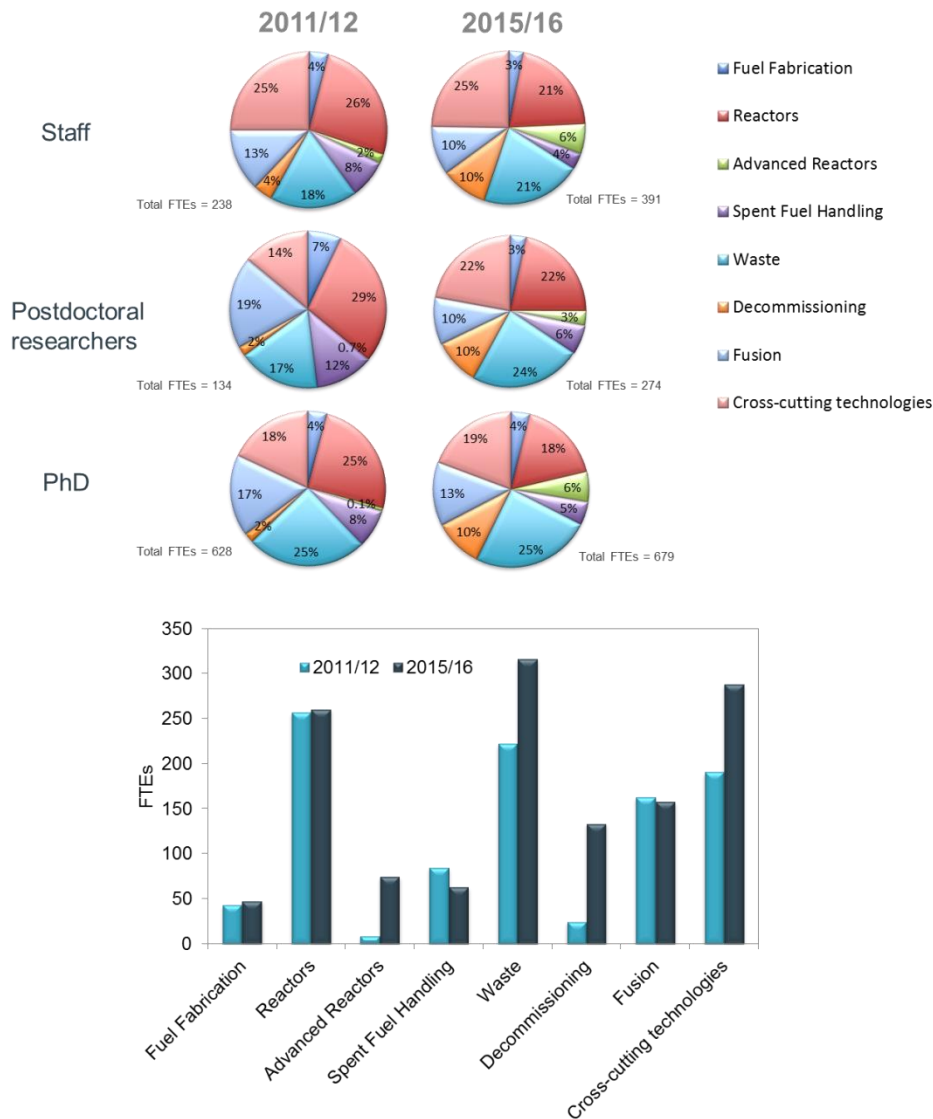 2011/12
2015/16
Staff
4%
26%
2%
8%
18%
4%
13%
25%
Total FTEs = 238
3%
21%
6%
4%
21%
10%
10%
25%
Total FTEs = 391
Postdoctoral
researchers
7%
29%
0.7%
12%
17%
2%
19%
14%
Total FTEs = 134
3%
22%
3%
6%
24%
10%
10%
22%
Total FTEs = 274
PhD
4%
25%
0.1%
8%
25%
2%
17%
18%
Total FTEs = 628
4%
18%
6%
5%
25%
10%
13%
19%
Total FTEs = 679
Fuel Fabrication
Reactors
Advanced Reactors
Spent Fuel Handling
Waste
Decommissioning
Fusion
Cross-cutting technologies
350
300
250
200
150
100
50
0
FTEs
2011/12
2015/16
Fuel Fabrication
Reactors
Advanced Reactors
Spent Fuel Handling
Waste
Decommissioning
Fusion
Cross-cutting technologies